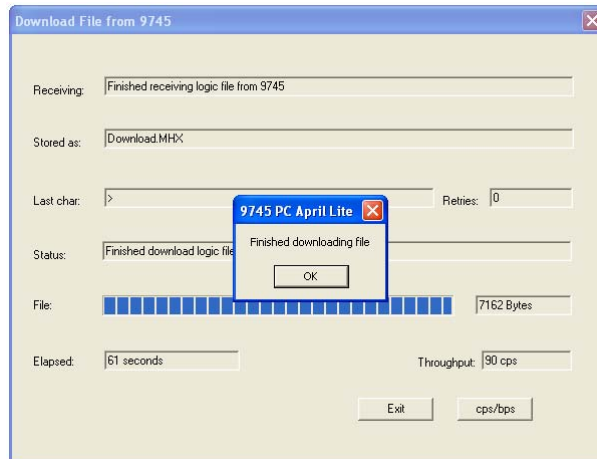 Download File from 9745
Receiving: Finished receiving logic file from 9745
Stored as: Download.MHX
Last char: > Retries: 0
9745 PC April Lite
Finished downloading file
OK
Status: Finished download logic file
File: 7162 Bytes
Elapsed: 61 seconds Throughput: 90 cps
Exit cps/bps